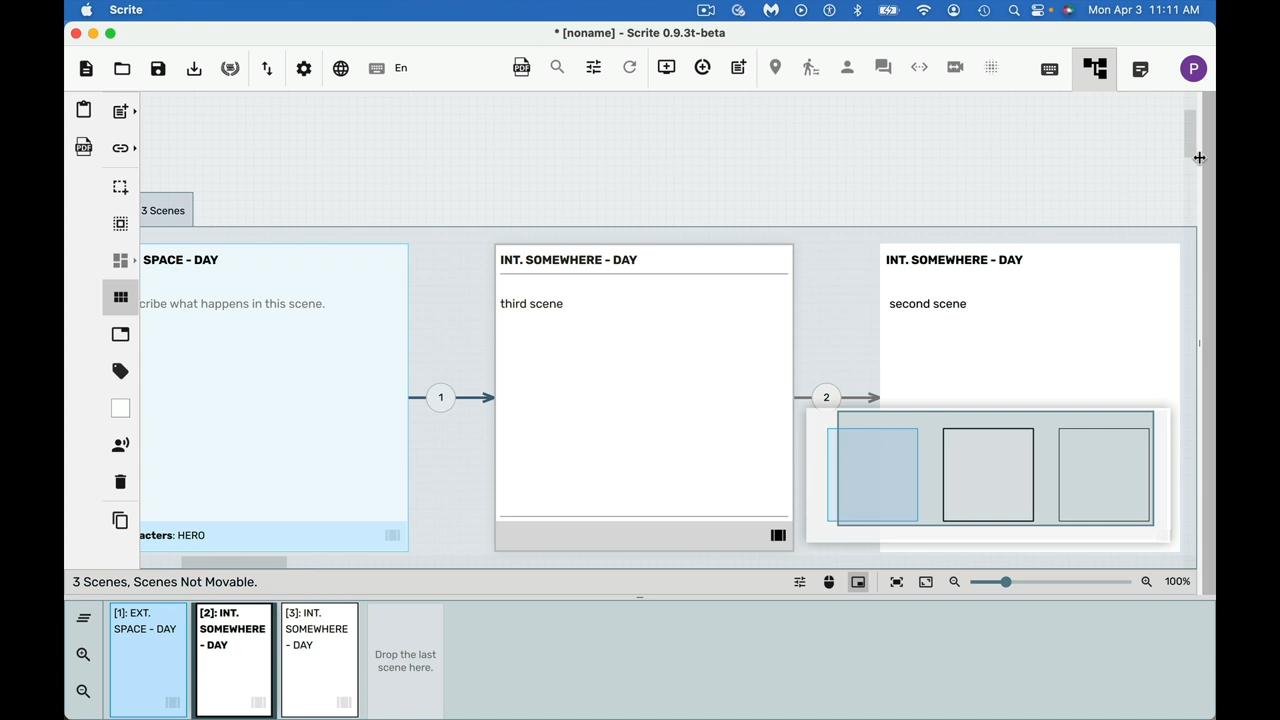 Scrite
Mon Apr 3 11:11 AM
* [noname] - Scrite 0.9.3t-beta
PDF
En
P
PDF
3 Scenes
SPACE - DAY
cribe what happens in this scene.
acters: HERO
1
INT. SOMEWHERE - DAY
third scene
2
INT. SOMEWHERE - DAY
second scene
3 Scenes, Scenes Not Movable.
100%
[1]: EXT.
SPACE - DAY
[2]: INT.
SOMEWHERE
- DAY
[3]: INT.
SOMEWHERE
- DAY
Drop the last
scene here.